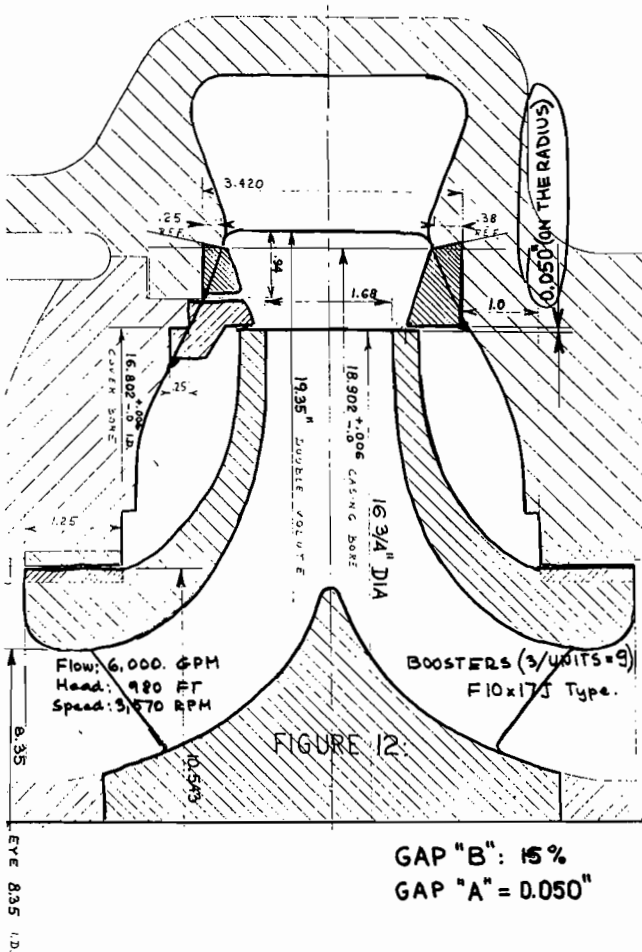 3.420
.25
REF
.38
REF
0.050" (ON THE RADIUS)
.94
1.68
1.0
16.802 +.006 -.0 I.D.
COVER BORE
.25
19.35"
DOUBLE VOLUTE
18.902 +.006 -.0
CASING BORE
16 3/4" DIA
1.25
Flow: 6,000. GPM
Head: 980 FT
Speed: 3,570 RPM
BOOSTERS (3/UNITS=9)
F10x17J Type.
FIGURE 12:
8.35
10.543
EYE 8.35 I.D.
GAP "B": 15%
GAP "A" = 0.050"